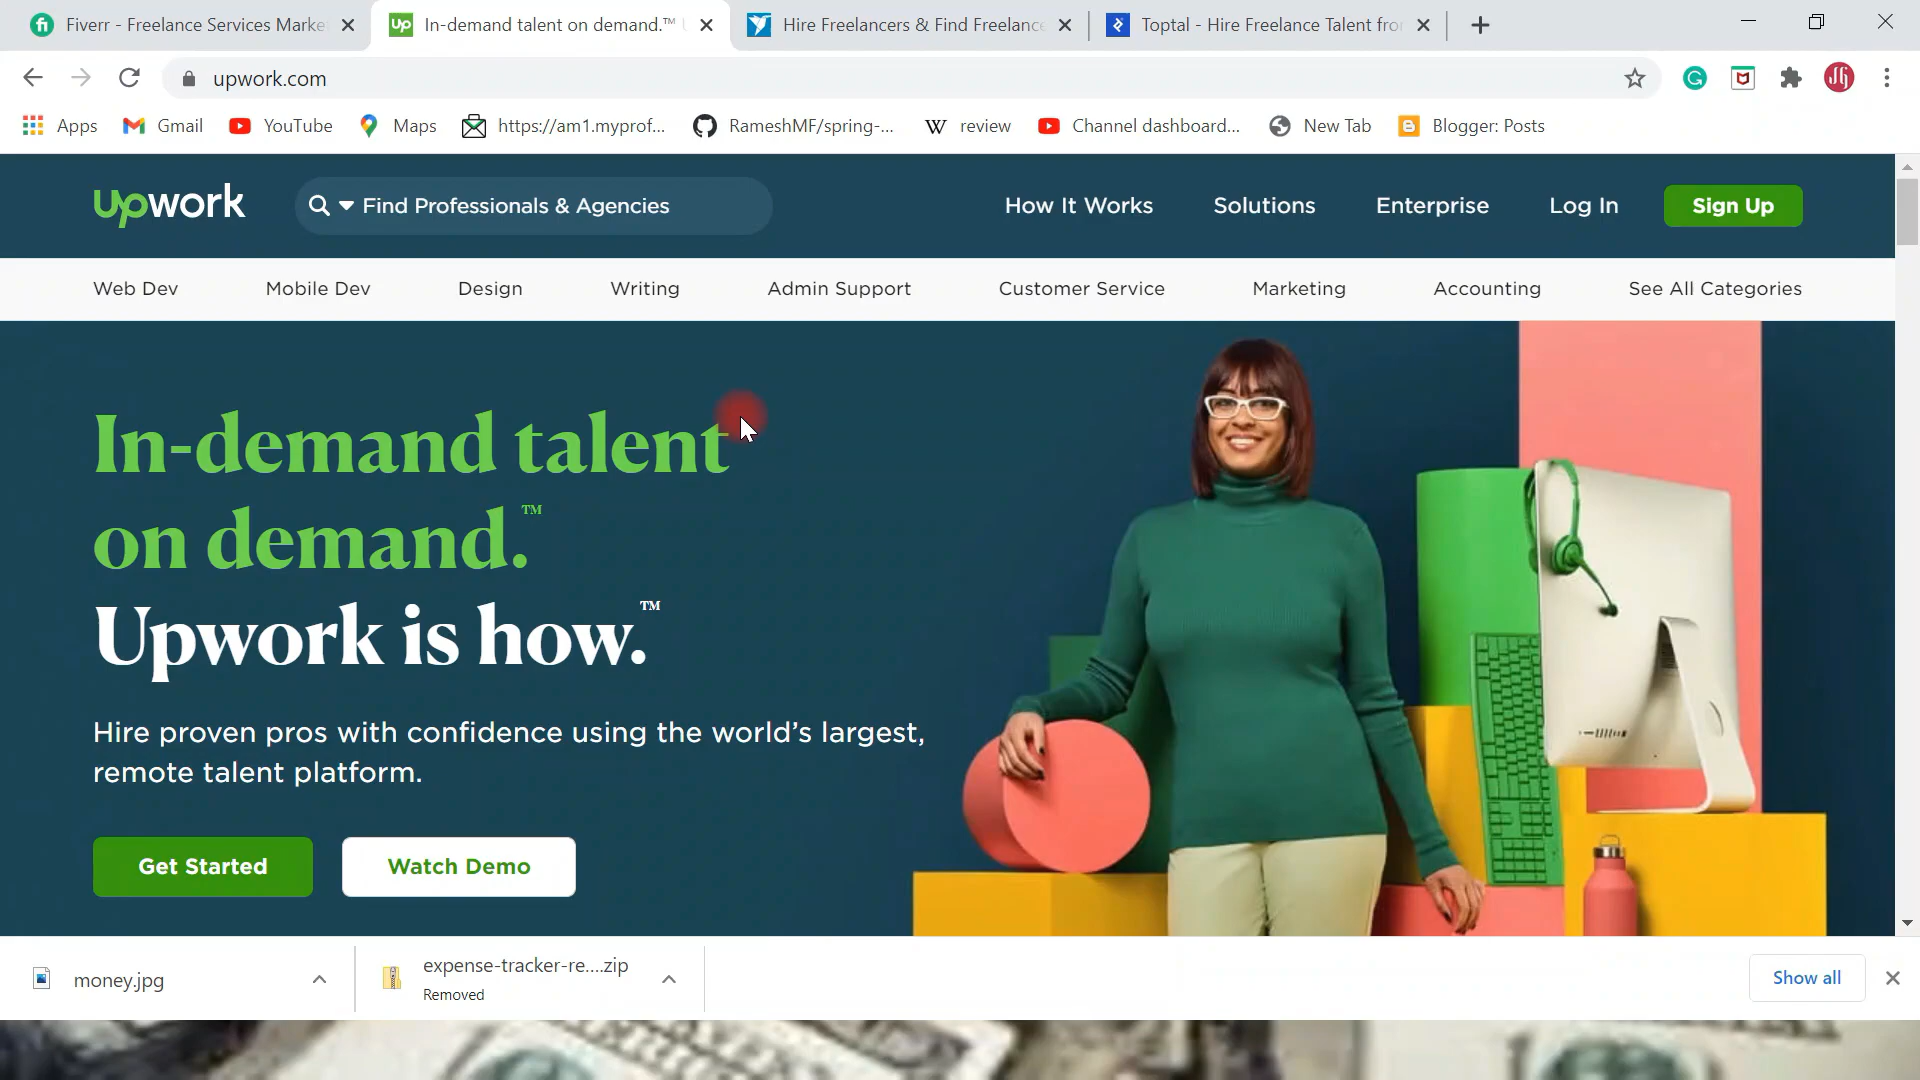 Fiverr - Freelance Services Marke
In-demand talent on demand.™
Hire Freelancers & Find Freelance
Toptal - Hire Freelance Talent fro
upwork.com
Apps
Gmail
YouTube
Maps
https://am1.myprof...
RameshMF/spring-...
review
Channel dashboard...
New Tab
Blogger: Posts
upwork
Find Professionals & Agencies
How It Works
Solutions
Enterprise
Log In
Sign Up
Web Dev
Mobile Dev
Design
Writing
Admin Support
Customer Service
Marketing
Accounting
See All Categories
In-demand talent
on demand.™
Upwork is how.™
Hire proven pros with confidence using the world's largest,
remote talent platform.
Get Started
Watch Demo
money.jpg
expense-tracker-re....zip
Removed
Show all